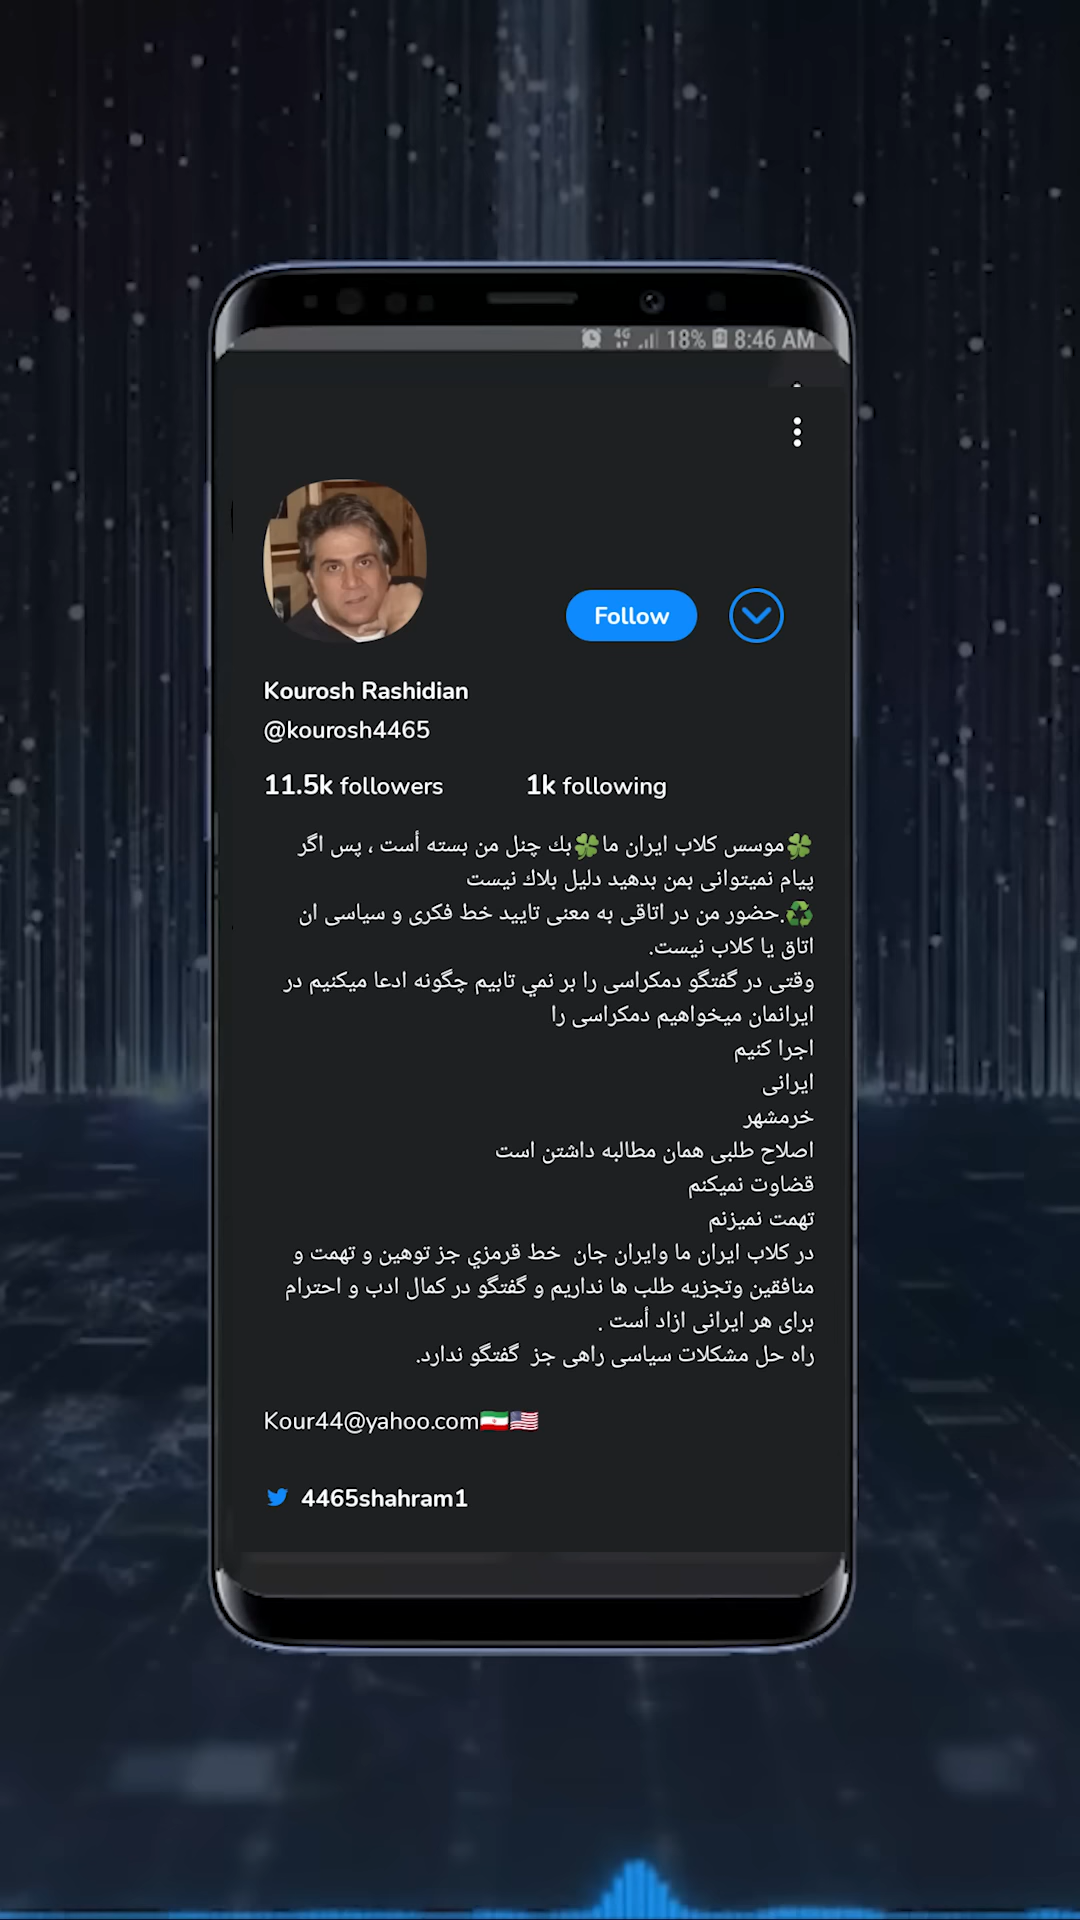 4G 18% 8:46 AM
Follow
Kourosh Rashidian
@kourosh4465
11.5k followers 1k following
🍀موسس کلاب ایران ما🍀بك چنل من بسته أست ، پس اگر
پیام نمیتوانی بمن بدهید دلیل بلاك نیست
♻️.حضور من در اتاقی به معنی تایید خط فکری و سیاسی ان
اتاق یا کلاب نیست.
وقتی در گفتگو دمکراسی را بر نمي تابیم چگونه ادعا میکنیم در
ایرانمان میخواهیم دمکراسی را
اجرا کنیم
ایرانی
خرمشهر
اصلاح طلبی همان مطالبه داشتن است
قضاوت نمیکنم
تهمت نمیزنم
در کلاب ایران ما وایران جان خط قرمزي جز توهین و تهمت و
منافقین وتجزیه طلب ها نداریم و گفتگو در کمال ادب و احترام
برای هر ایرانی ازاد أست .
راه حل مشکلات سیاسی راهی جز گفتگو ندارد.
Kour44@yahoo.com🇮🇷🇺🇸
4465shahram1